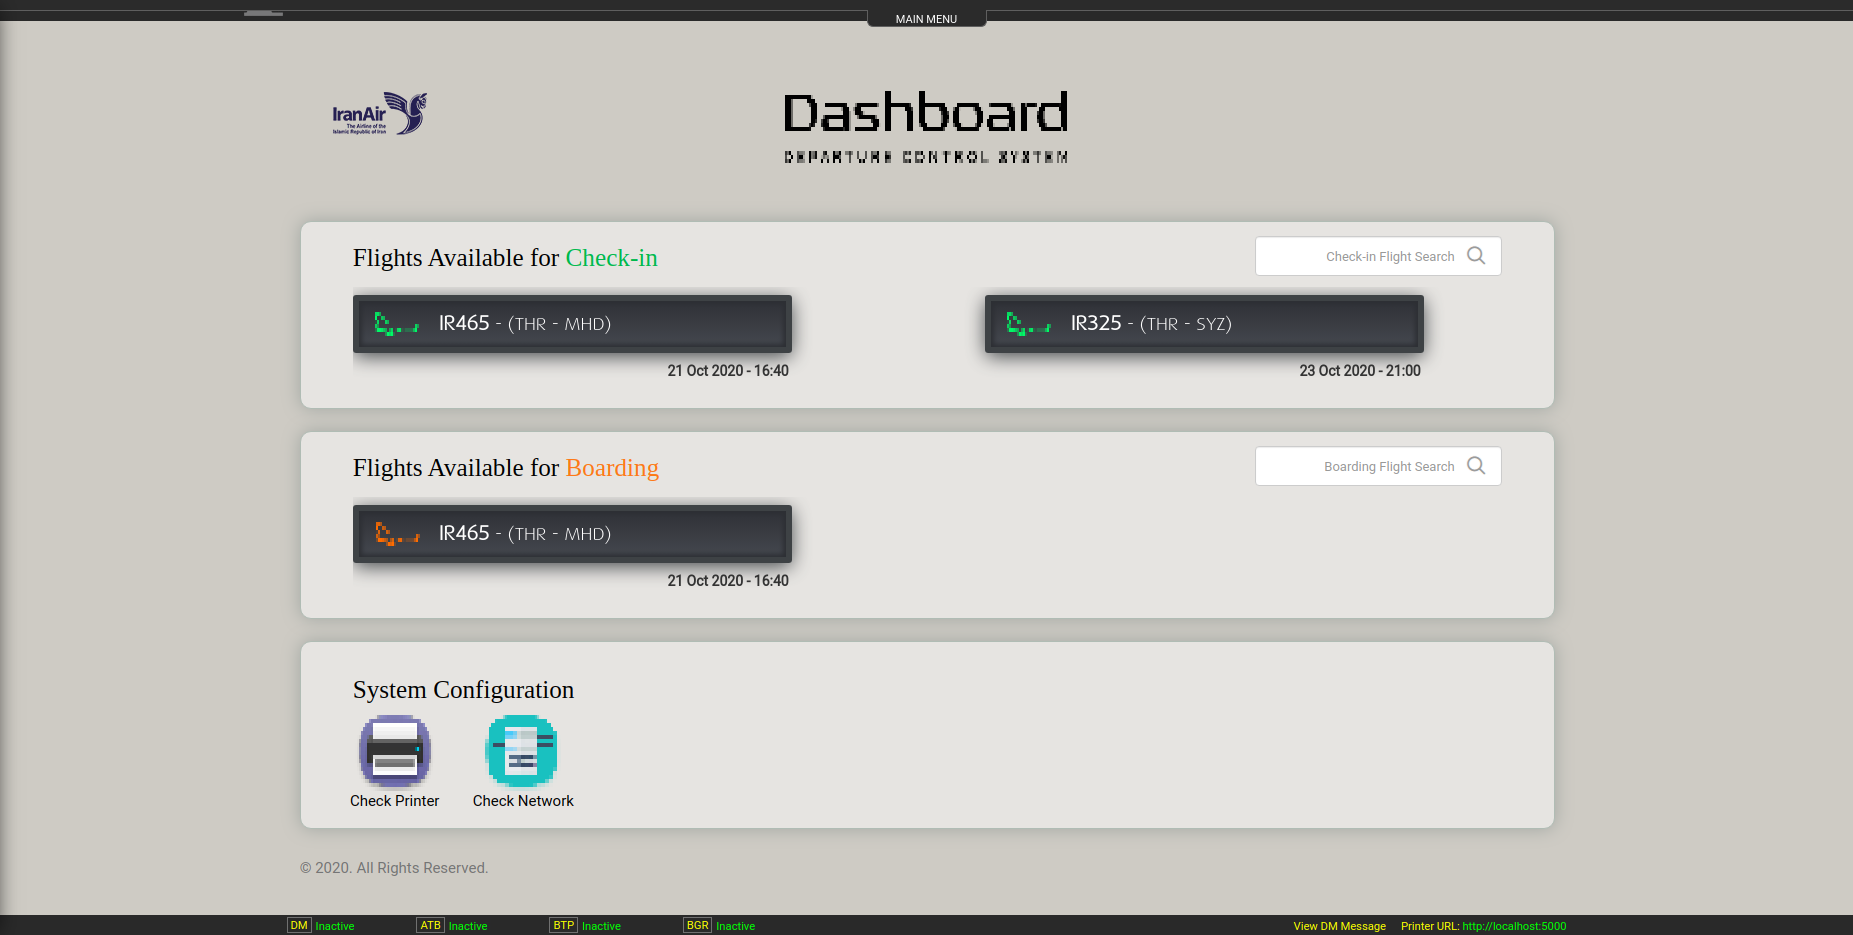 MAIN MENU
IranAir
The Airline of the
Islamic Republic of Iran
Dashboard
DEPARTURE CONTROL SYSTEM
Flights Available for Check-in
Check-in Flight Search
IR465 - (THR - MHD)
21 Oct 2020 - 16:40
IR325 - (THR - SYZ)
23 Oct 2020 - 21:00
Flights Available for Boarding
Boarding Flight Search
IR465 - (THR - MHD)
21 Oct 2020 - 16:40
System Configuration
Check Printer
Check Network
© 2020. All Rights Reserved.
DM Inactive ATB Inactive BTP Inactive BGR Inactive View DM Message Printer URL: http://localhost:5000